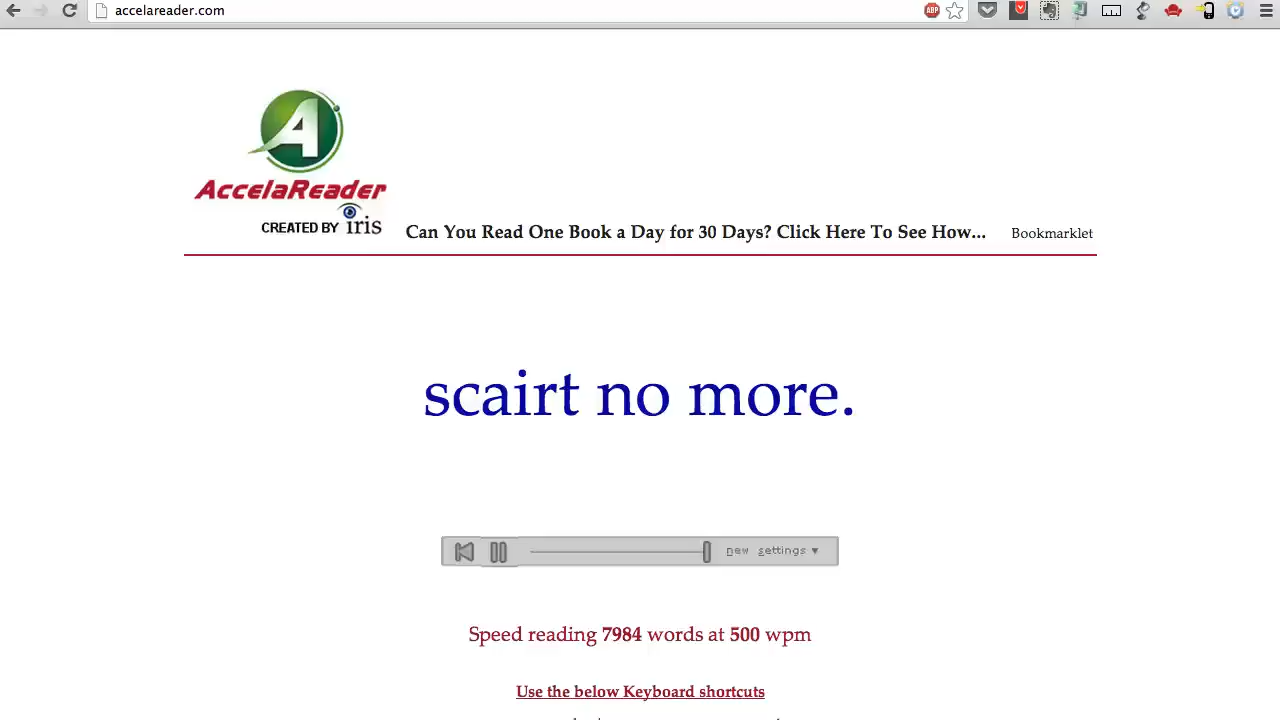 accelareader.com
ABP
A
AccelaReader
CREATED BY iris
Can You Read One Book a Day for 30 Days? Click Here To See How... Bookmarklet
scairt no more.
new settings ▼
Speed reading 7984 words at 500 wpm
Use the below Keyboard shortcuts